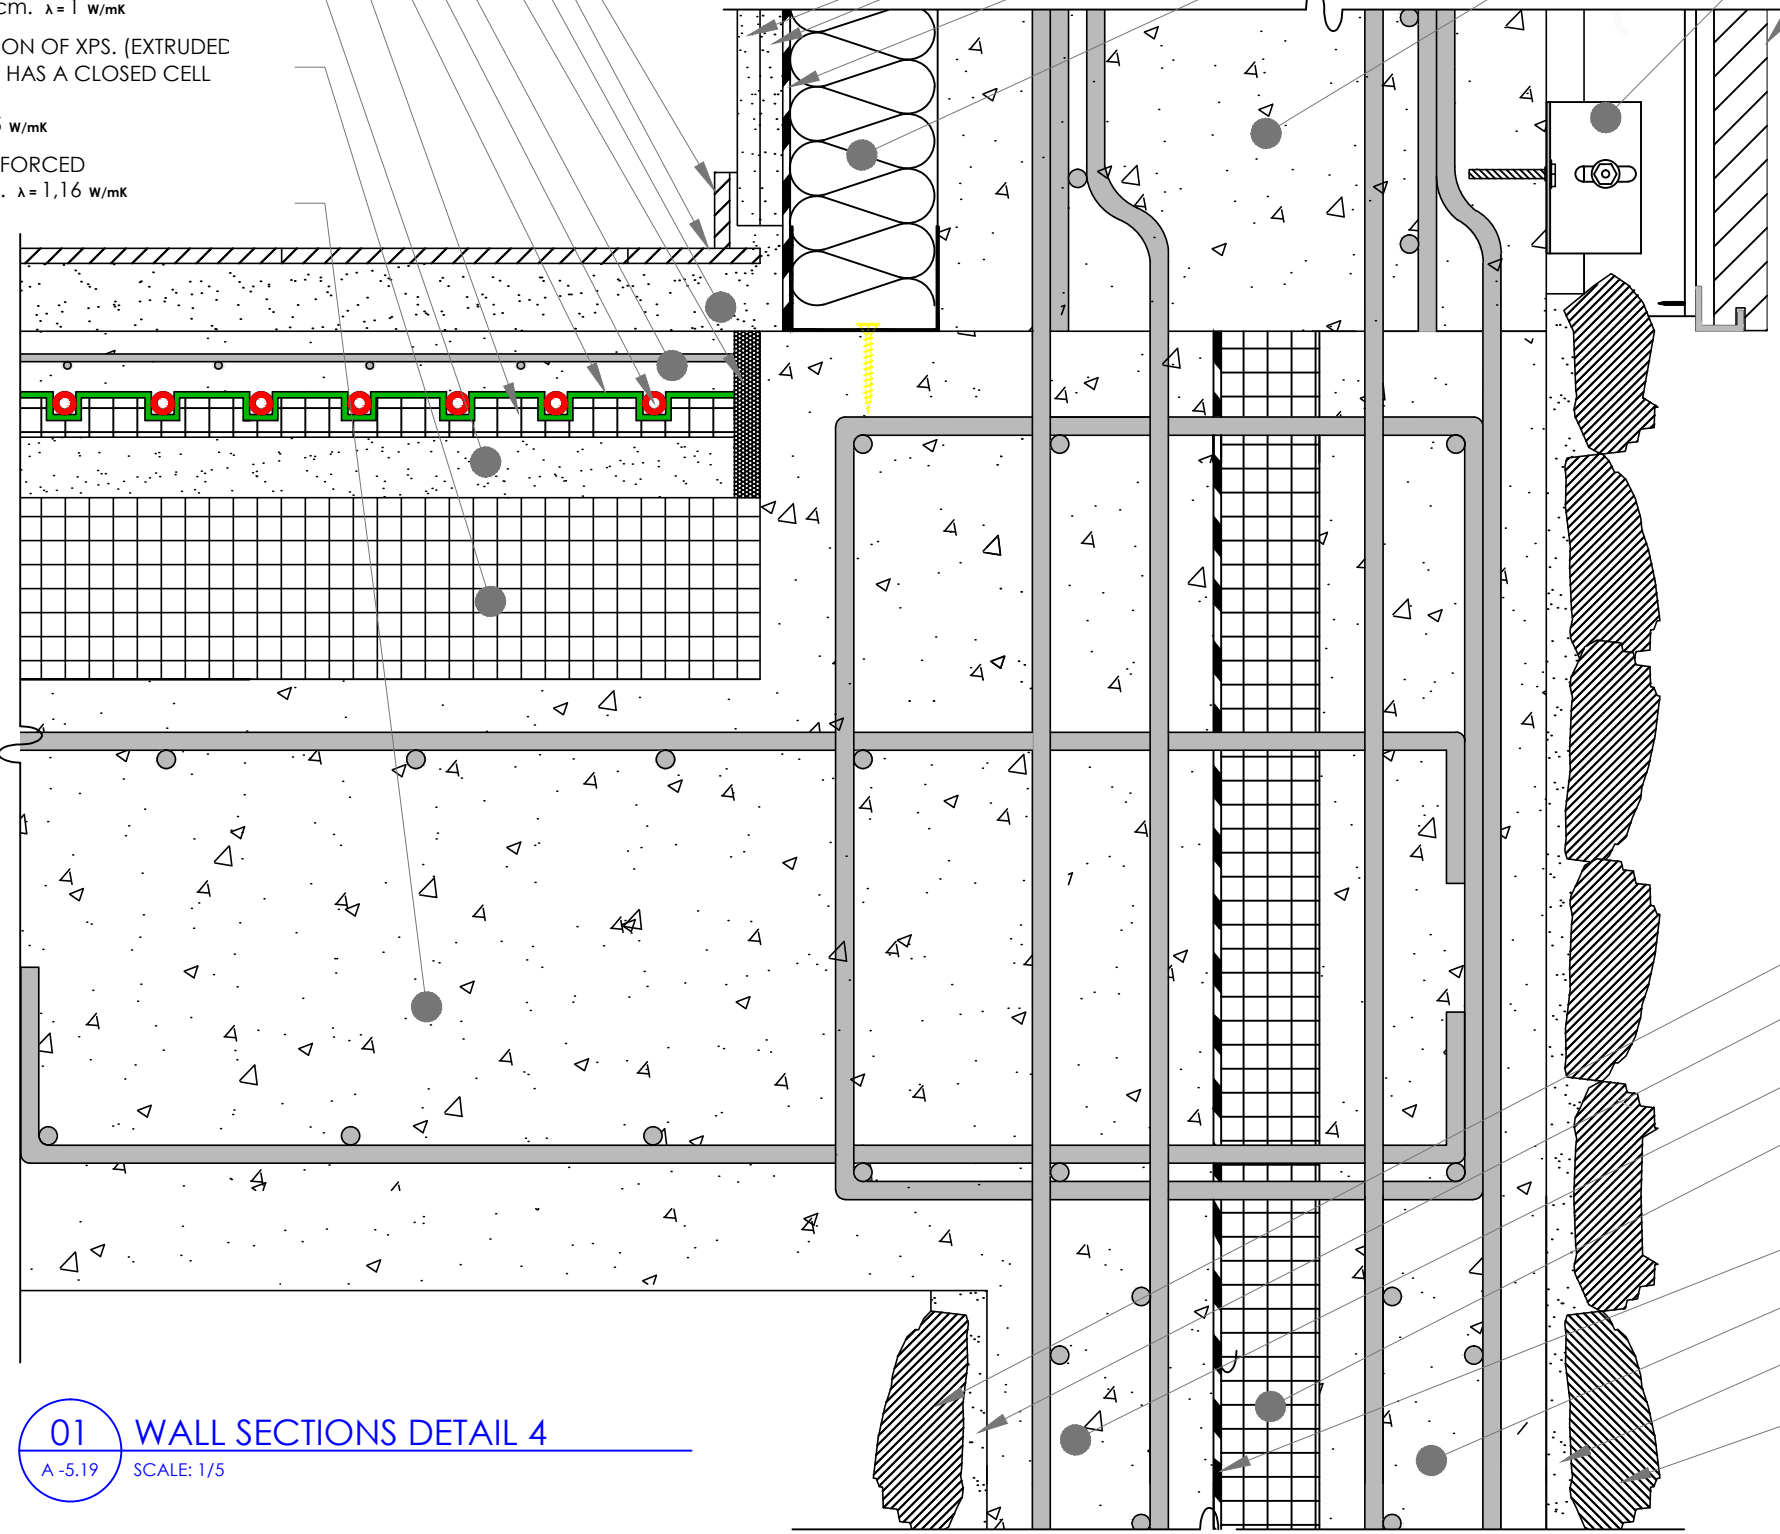 cm. λ = 1 W/mK
ON OF XPS. (EXTRUDED
HAS A CLOSED CELL
W/mK
FORCED
. λ = 1,16 W/mK
01 WALL SECTIONS DETAIL 4
A -5.19 SCALE: 1/5